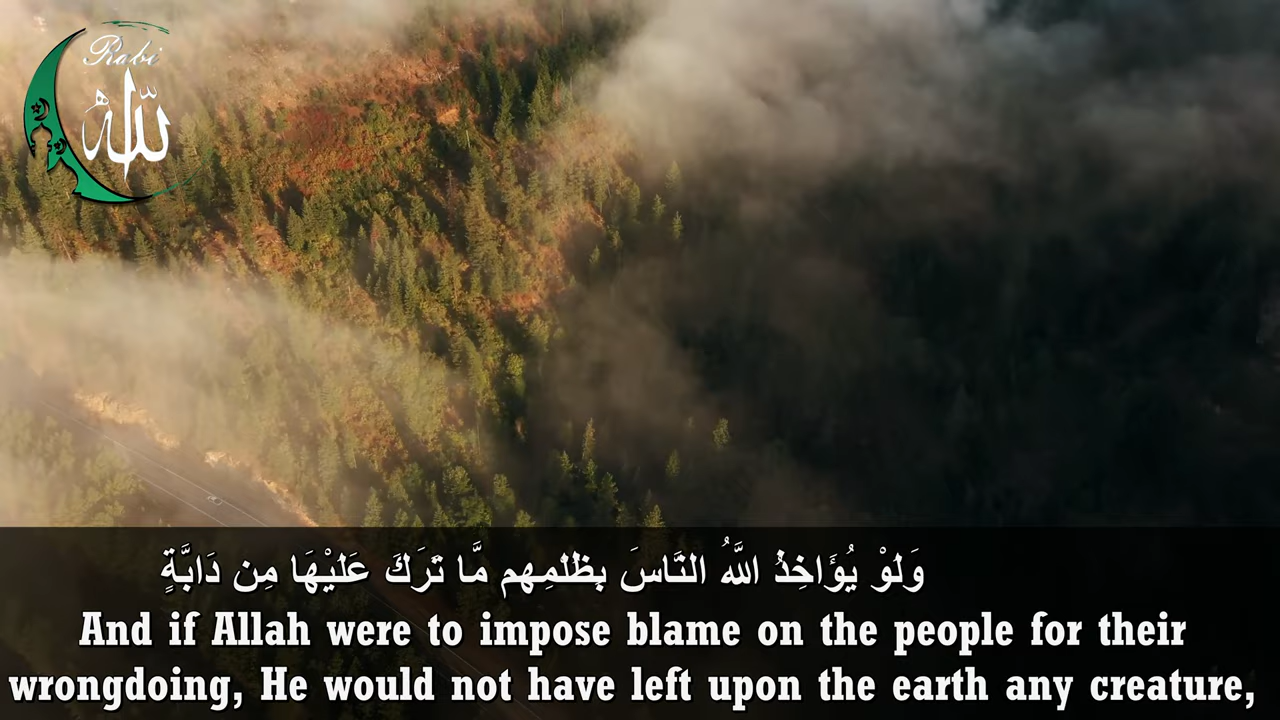 Rabi
الله
وَلَوْ يُؤَاخِذُ اللَّهُ النَّاسَ بِظُلْمِهِم مَّا تَرَكَ عَلَيْهَا مِن دَابَّةٍ
And if Allah were to impose blame on the people for their
wrongdoing, He would not have left upon the earth any creature,